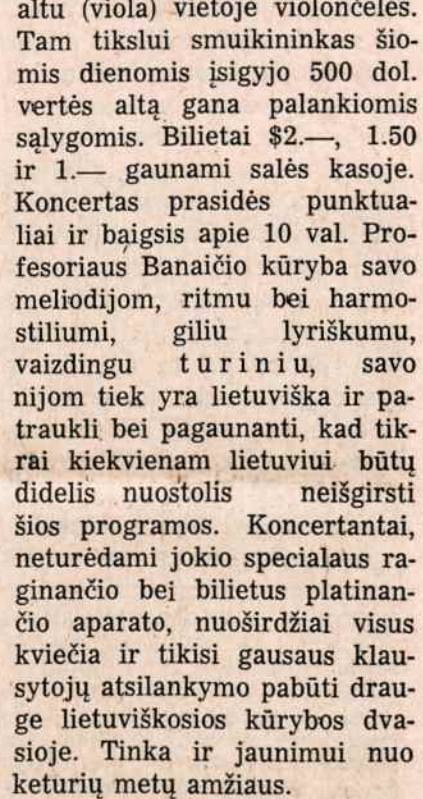 altu (viola) vietoje violončelės.
Tam tikslui smuikininkas šio-
mis dienomis įsigyjo 500 dol.
vertės altą gana palankiomis
sąlygomis. Bilietai $2.—, 1.50
ir 1.— gaunami salės kasoje.
Koncertas prasidės punktua-
liai ir baigsis apie 10 val. Pro-
fesoriaus Banaičio kūryba savo
meliodijom, ritmu bei harmo-
stiliumi, giliu lyriškumu,
vaizdingu turiniu, savo
nijom tiek yra lietuviška ir pa-
traukli bei pagaunanti, kad tik-
rai kiekvienam lietuviui būtų
didelis nuostolis neišgirsti
šios programos. Koncertantai,
neturėdami jokio specialaus ra-
ginančio bei bilietus platinan-
čio aparato, nuoširdžiai visus
kviečia ir tikisi gausaus klau-
sytojų atsilankymo pabūti drau-
ge lietuviškosios kūrybos dva-
sioje. Tinka ir jaunimui nuo
keturių metų amžiaus.